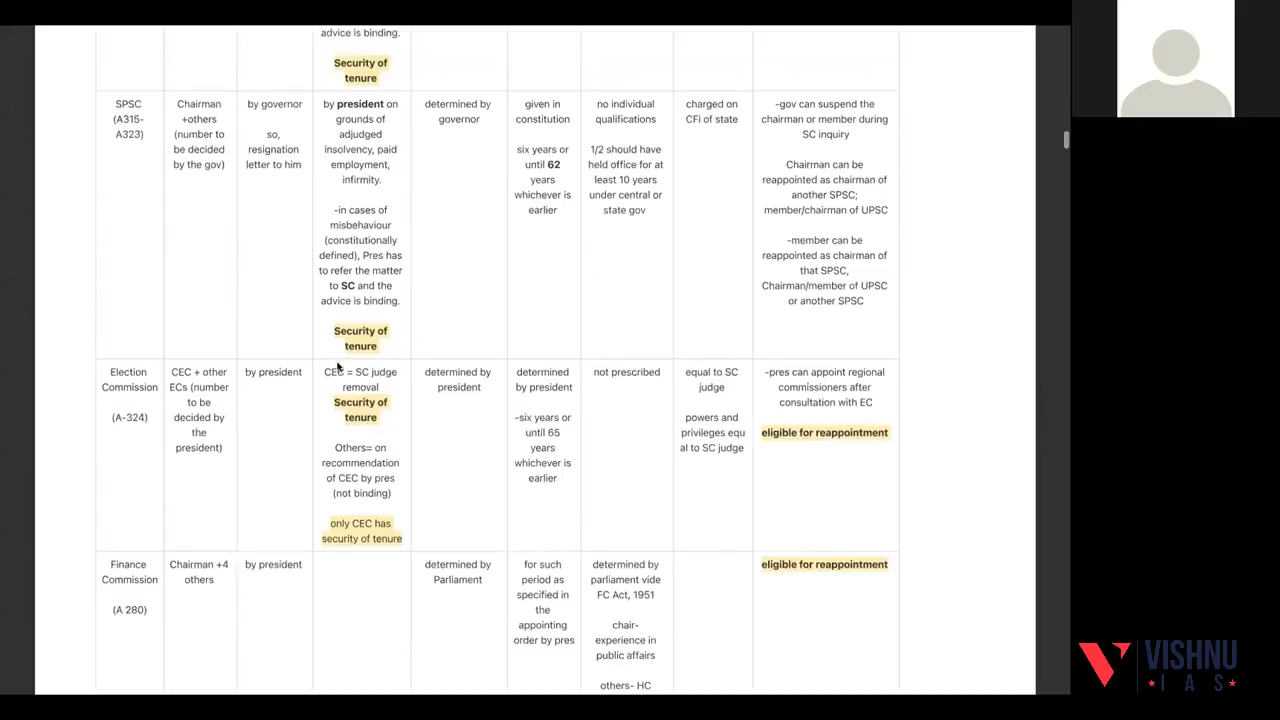 advice is binding.
Security of
tenure
SPSC
(A315-
A323)
Chairman
+others
(number to
be decided
by the gov)
by governor
so,
resignation
letter to him
by president on
grounds of
adjudged
insolvency, paid
employment,
infirmity.
-in cases of
misbehaviour
(constitutionally
defined), Pres has
to refer the matter
to SC and the
advice is binding.
Security of
tenure
determined by
governor
given in
constitution
six years or
until 62
years
whichever is
earlier
no individual
qualifications
1/2 should have
held office for at
least 10 years
under central or
state gov
charged on
CFi of state
-gov can suspend the
chairman or member during
SC inquiry
Chairman can be
reappointed as chairman of
another SPSC;
member/chairman of UPSC
-member can be
reappointed as chairman of
that SPSC,
Chairman/member of UPSC
or another SPSC
Election
Commission
(A-324)
CEC + other
ECs (number
to be
decided by
the
president)
by president
CEC = SC judge
removal
Security of
tenure
Others= on
recommendation
of CEC by pres
(not binding)
only CEC has
security of tenure
determined by
president
determined
by president
-six years or
until 65
years
whichever is
earlier
not prescribed
equal to SC
judge
powers and
privileges equ
al to SC judge
-pres can appoint regional
commissioners after
consultation with EC
eligible for reappointment
Finance
Commission
(A 280)
Chairman +4
others
by president
determined by
Parliament
for such
period as
specified in
the
appointing
order by pres
determined by
parliament vide
FC Act, 1951
chair-
experience in
public affairs
others- HC
eligible for reappointment
VISHNU
IAS